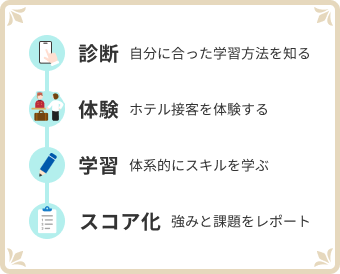 診断 自分に合った学習方法を知る
体験 ホテル接客を体験する
学習 体系的にスキルを学ぶ
スコア化 強みと課題をレポート